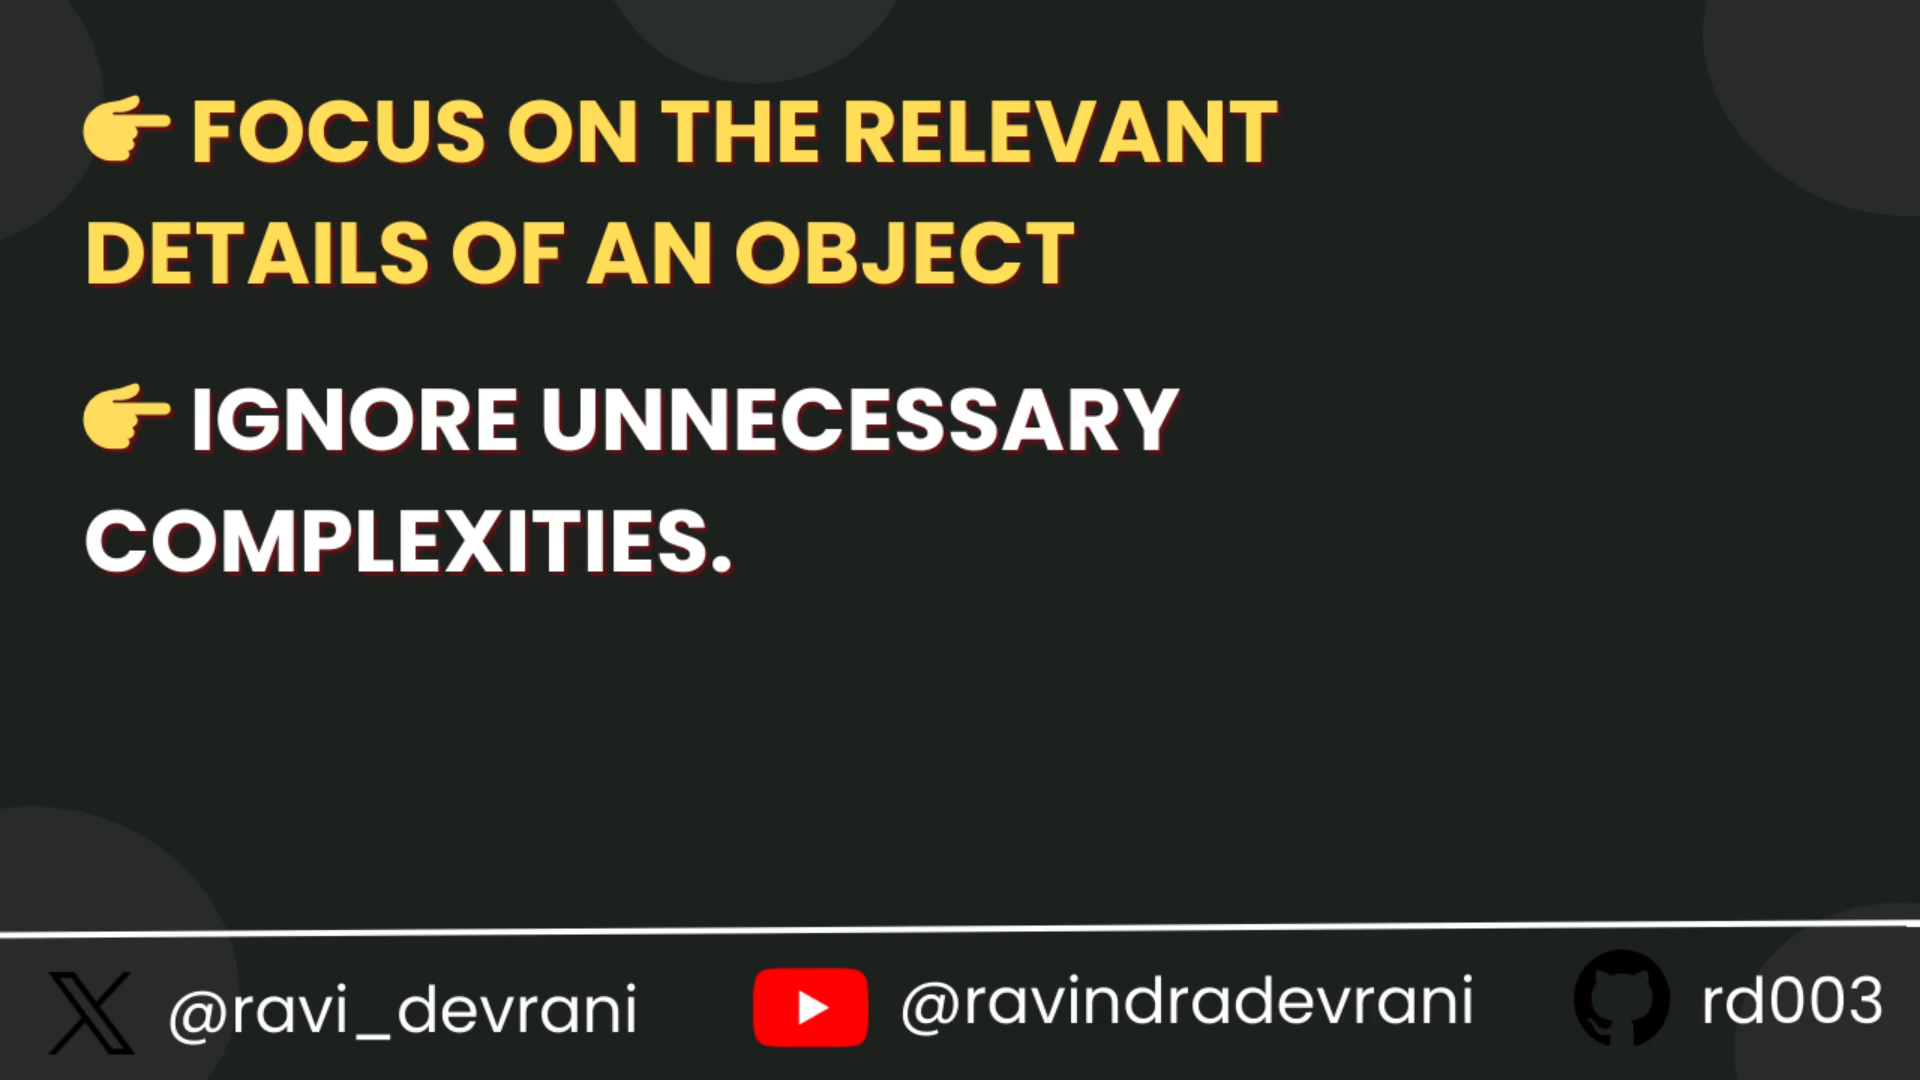 👉 FOCUS ON THE RELEVANT
DETAILS OF AN OBJECT
👉 IGNORE UNNECESSARY
COMPLEXITIES.
@ravi_devrani
@ravindradevrani
rd003